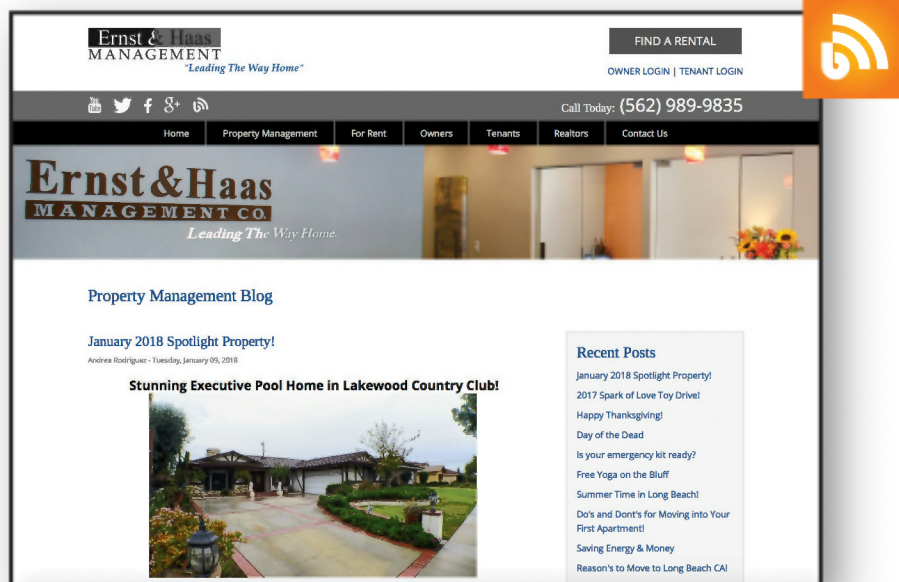 Ernst & Haas
MANAGEMENT
"Leading The Way Home"
FIND A RENTAL
OWNER LOGIN | TENANT LOGIN
You Tube
Call Today: (562) 989-9835
Home Property Management For Rent Owners Tenants Realtors Contact Us
Ernst & Haas
MANAGEMENT CO.
Leading The Way Home.
Property Management Blog
January 2018 Spotlight Property!
Andrea Rodriguez - Tuesday, January 09, 2018
Stunning Executive Pool Home in Lakewood Country Club!
Recent Posts
January 2018 Spotlight Property!
2017 Spark of Love Toy Drive!
Happy Thanksgiving!
Day of the Dead
Is your emergency kit ready?
Free Yoga on the Bluff
Summer Time in Long Beach!
Do's and Dont's for Moving into Your
First Apartment!
Saving Energy & Money
Reason's to Move to Long Beach CA!